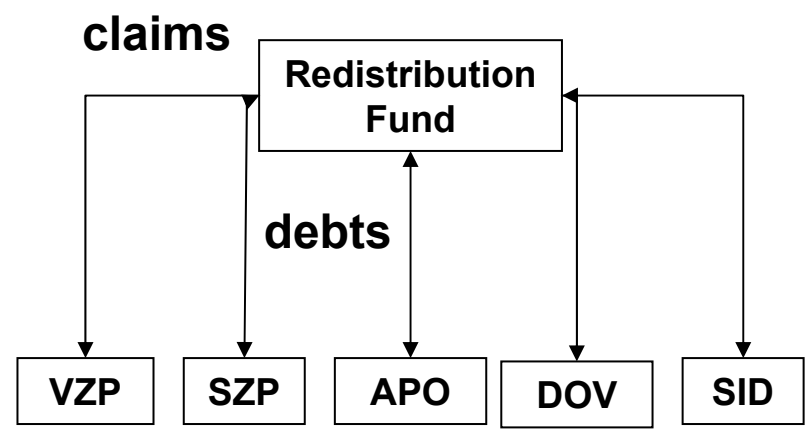 claims
Redistribution
Fund
debts
VZP
SZP
APO
DOV
SID